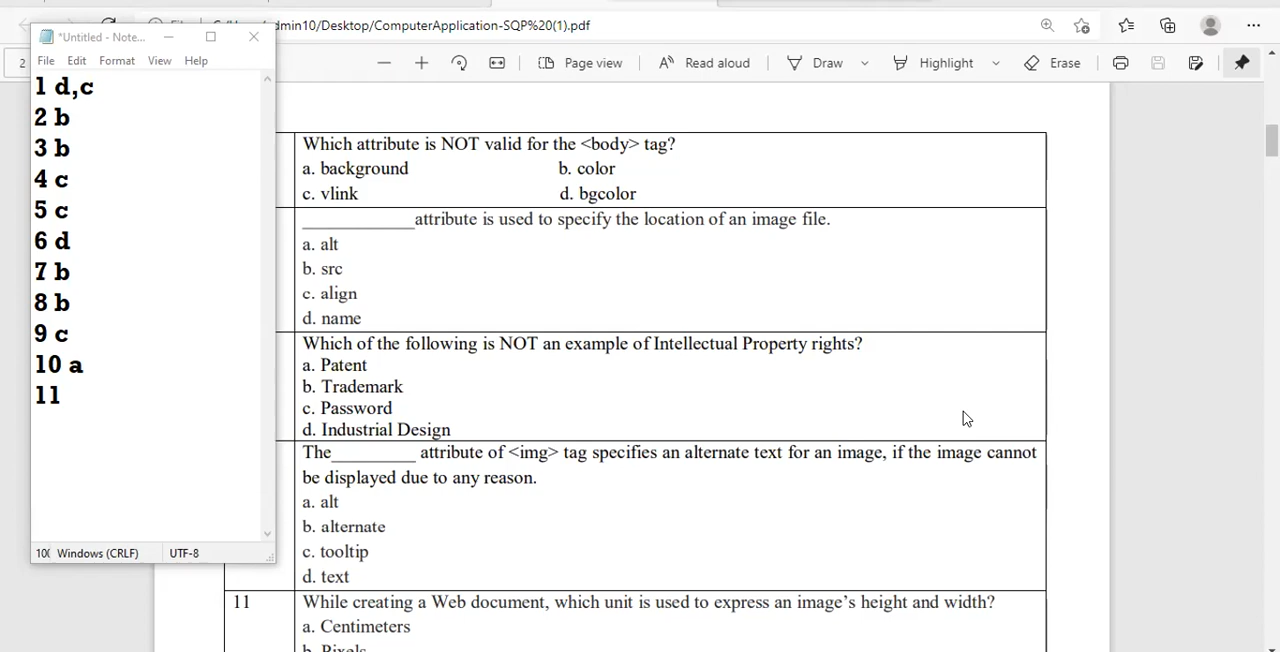 /Desktop/ComputerApplication-SQP%20(1).pdf
*Untitled - Note...
File Edit Format View Help
1 d,c
2 b
3 b
4 c
5 c
6 d
7 b
8 b
9 c
10 a
11
Windows (CRLF) UTF-8
2
Page view
Read aloud
Draw
Highlight
Erase
Which attribute is NOT valid for the <body> tag?
a. background b. color
c. vlink d. bgcolor
____________attribute is used to specify the location of an image file.
a. alt
b. src
c. align
d. name
Which of the following is NOT an example of Intellectual Property rights?
a. Patent
b. Trademark
c. Password
d. Industrial Design
The_________ attribute of <img> tag specifies an alternate text for an image, if the image cannot
be displayed due to any reason.
a. alt
b. alternate
c. tooltip
d. text
11 While creating a Web document, which unit is used to express an image’s height and width?
a. Centimeters
b. Pixels